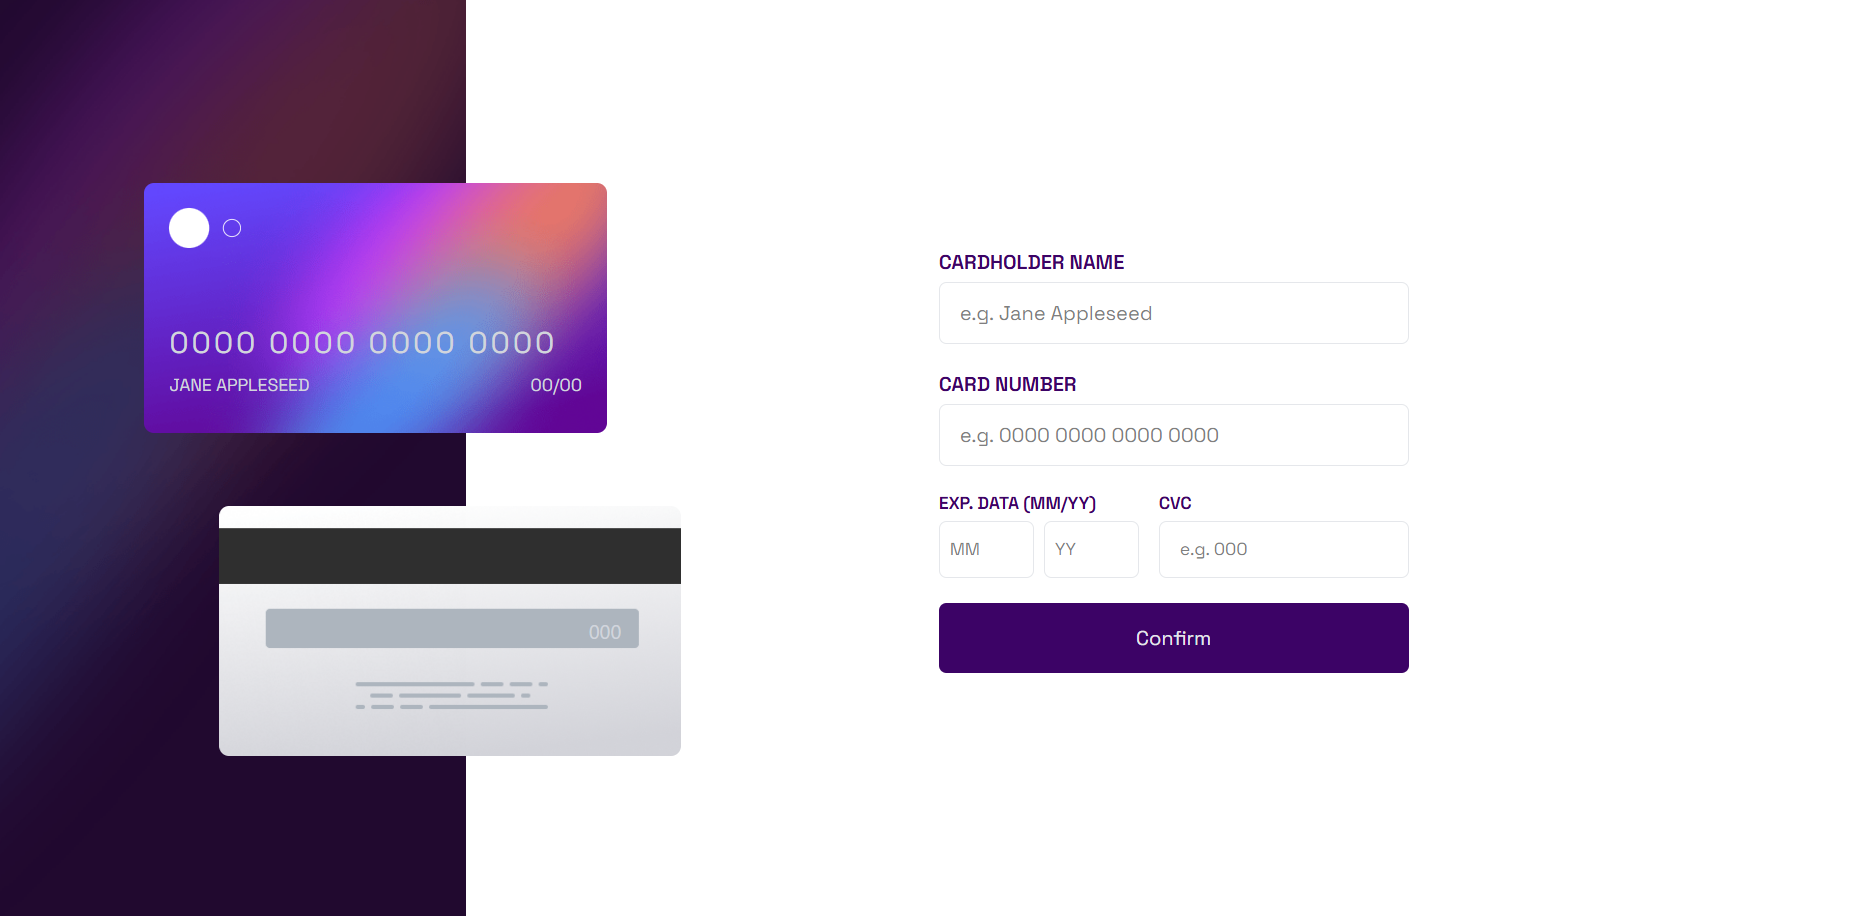 0000 0000 0000 0000
JANE APPLESEED 00/00
000
CARDHOLDER NAME
e.g. Jane Appleseed
CARD NUMBER
e.g. 0000 0000 0000 0000
EXP. DATA (MM/YY) CVC
MM YY e.g. 000
Confirm